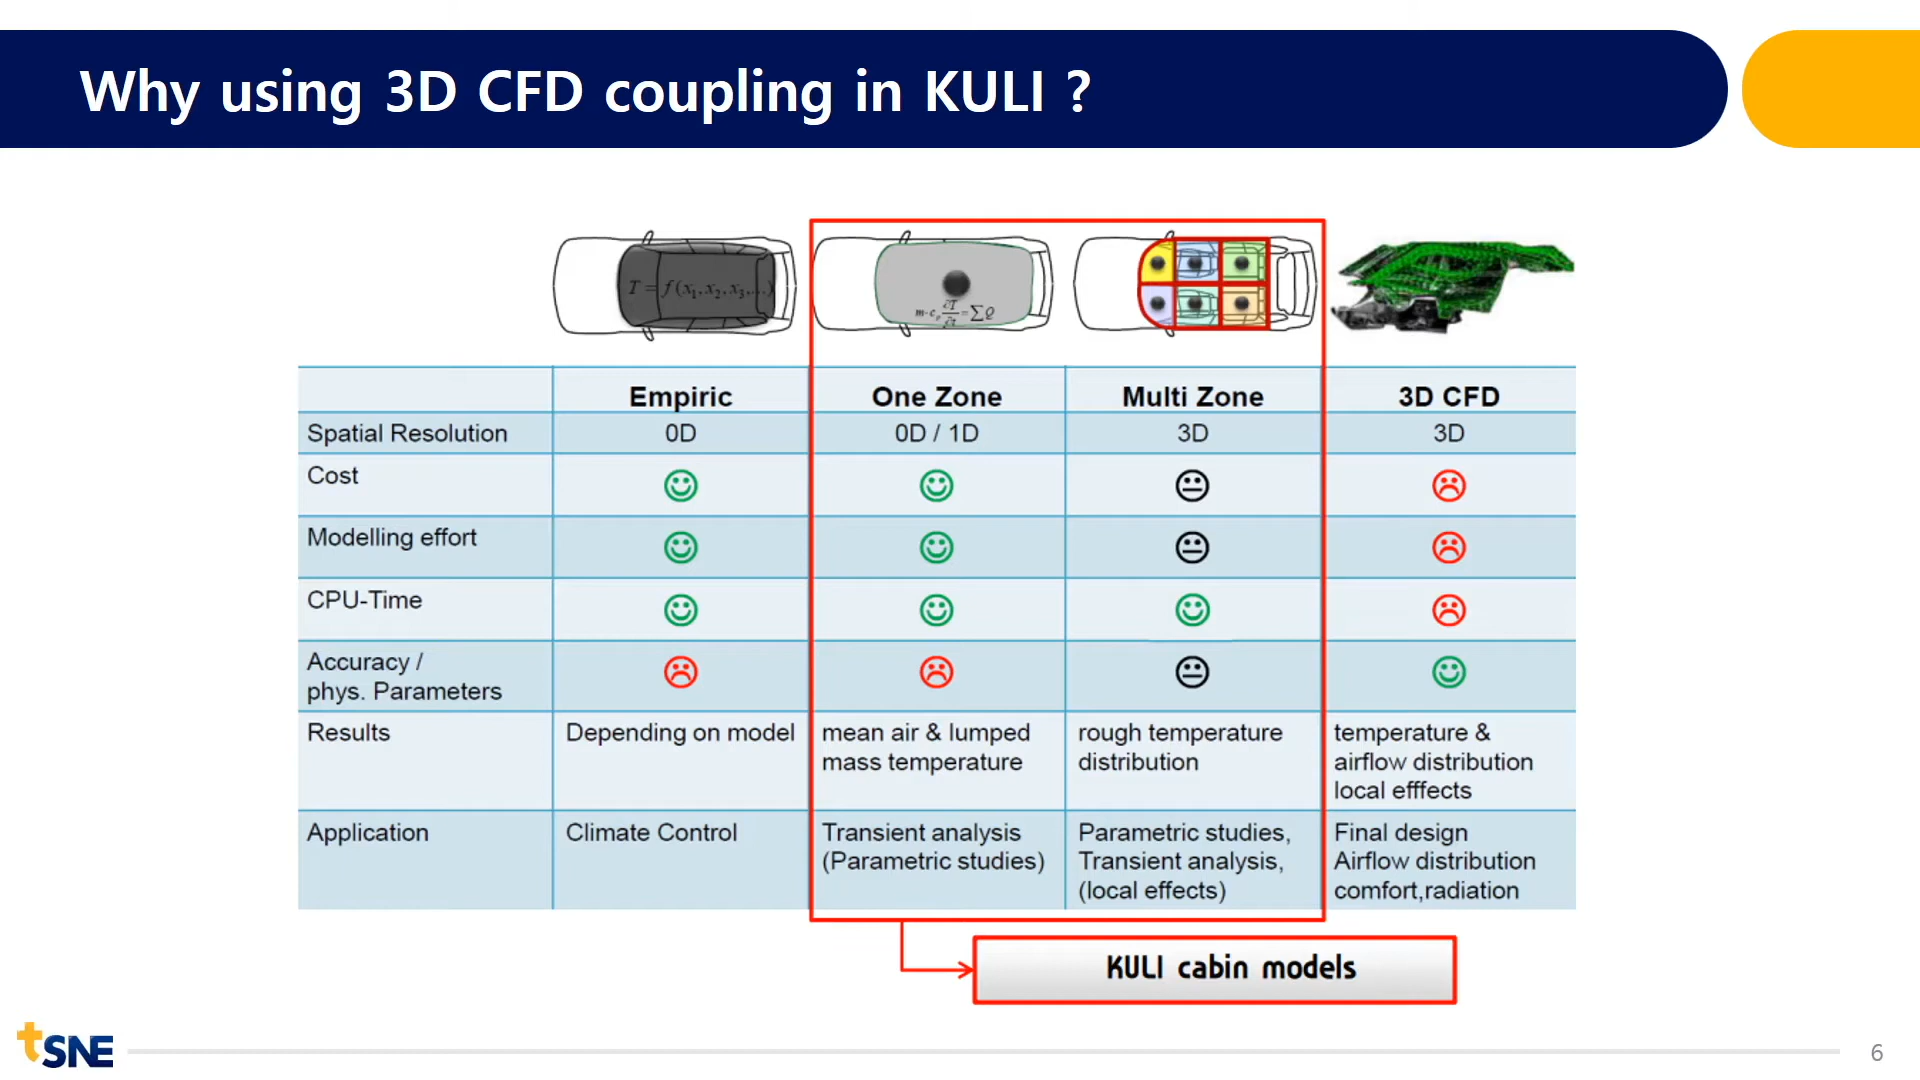 Why using 3D CFD coupling in KULI ?
T = f(x₁,x₂,x₃,...)
m·cₚ ∂T/∂t = ∑Q̇
Empiric One Zone Multi Zone 3D CFD
Spatial Resolution 0D 0D / 1D 3D 3D
Cost
Modelling effort
CPU-Time
Accuracy /
phys. Parameters
Results Depending on model mean air & lumped rough temperature temperature &
mass temperature distribution airflow distribution
local efffects
Application Climate Control Transient analysis Parametric studies, Final design
(Parametric studies) Transient analysis, Airflow distribution
(local effects) comfort,radiation
KULI cabin models
tSNE
6